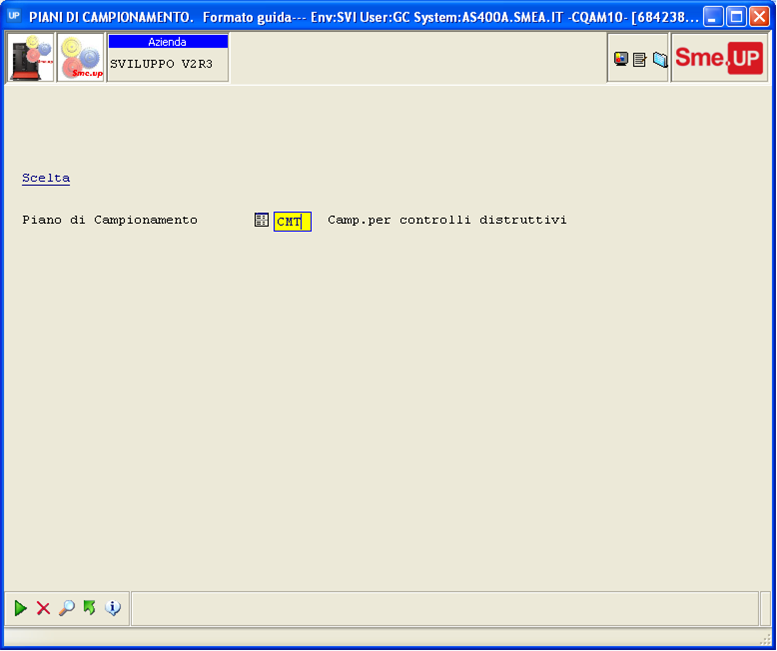 UP PIANI DI CAMPIONAMENTO. Formato guida--- Env:SVI User:GC System:AS400A.SMEA.IT -CQAM10- [684238...
Azienda
SVILUPPO V2R3
Sme.up
Sme.UP
Scelta
Piano di Campionamento CMT Camp.per controlli distruttivi